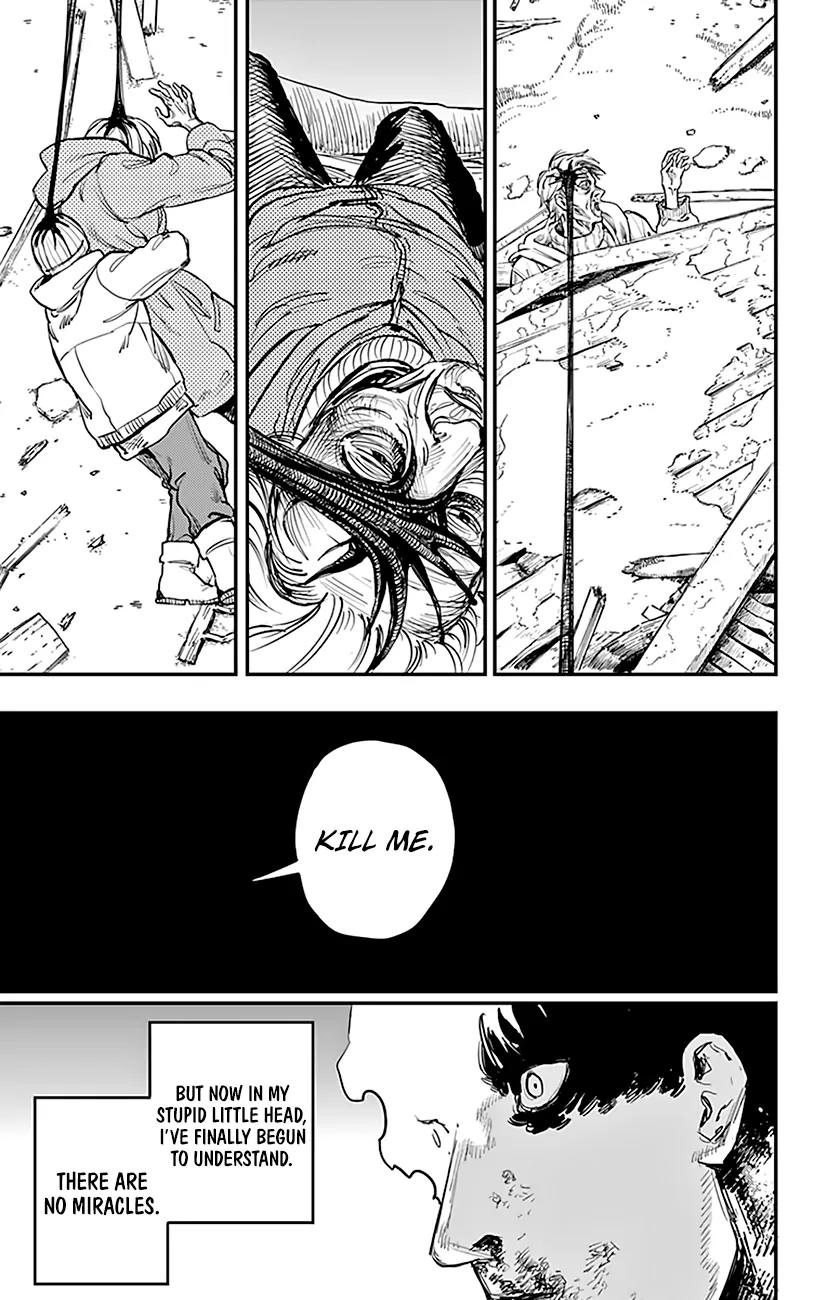 KILL ME.
BUT NOW IN MY
STUPID LITTLE HEAD,
I'VE FINALLY BEGUN
TO UNDERSTAND.
THERE ARE
NO MIRACLES.